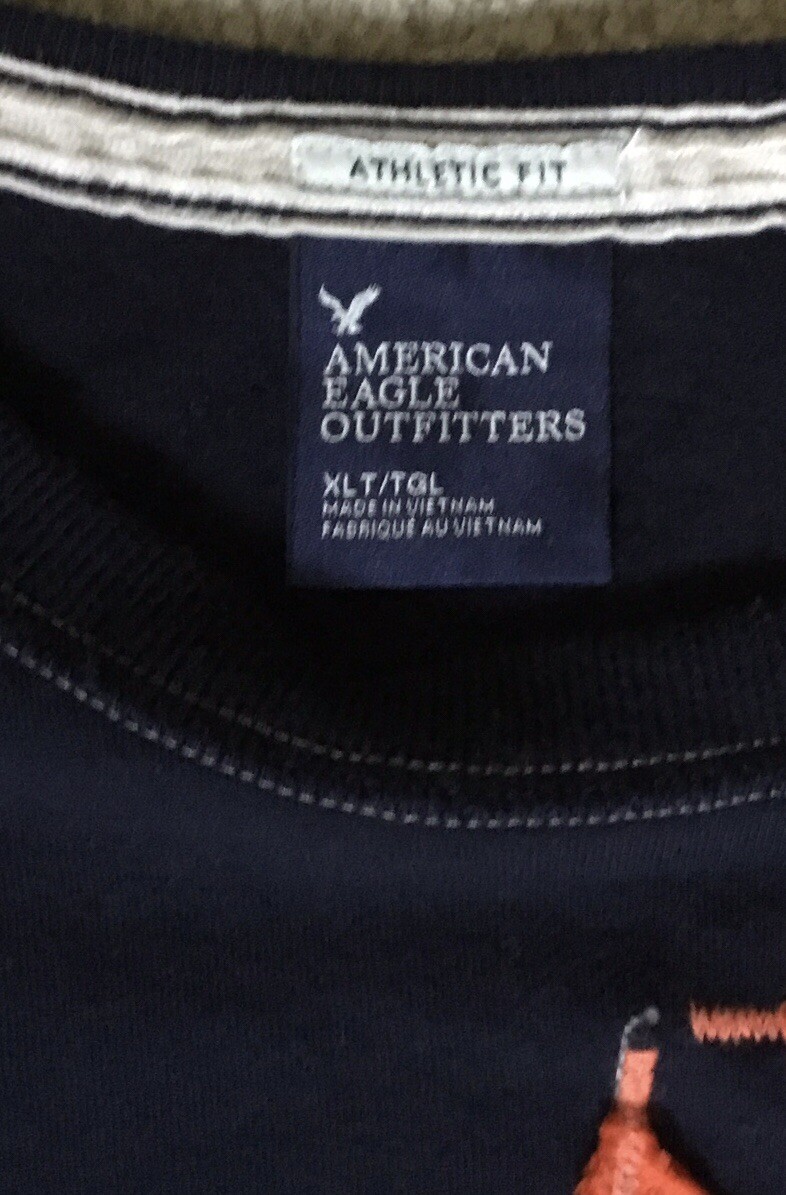 ATHLETIC FIT
AMERICAN
EAGLE
OUTFITTERS
XLT/TGL
MADE IN VIETNAM
FABRIQUÉ AU VIETNAM